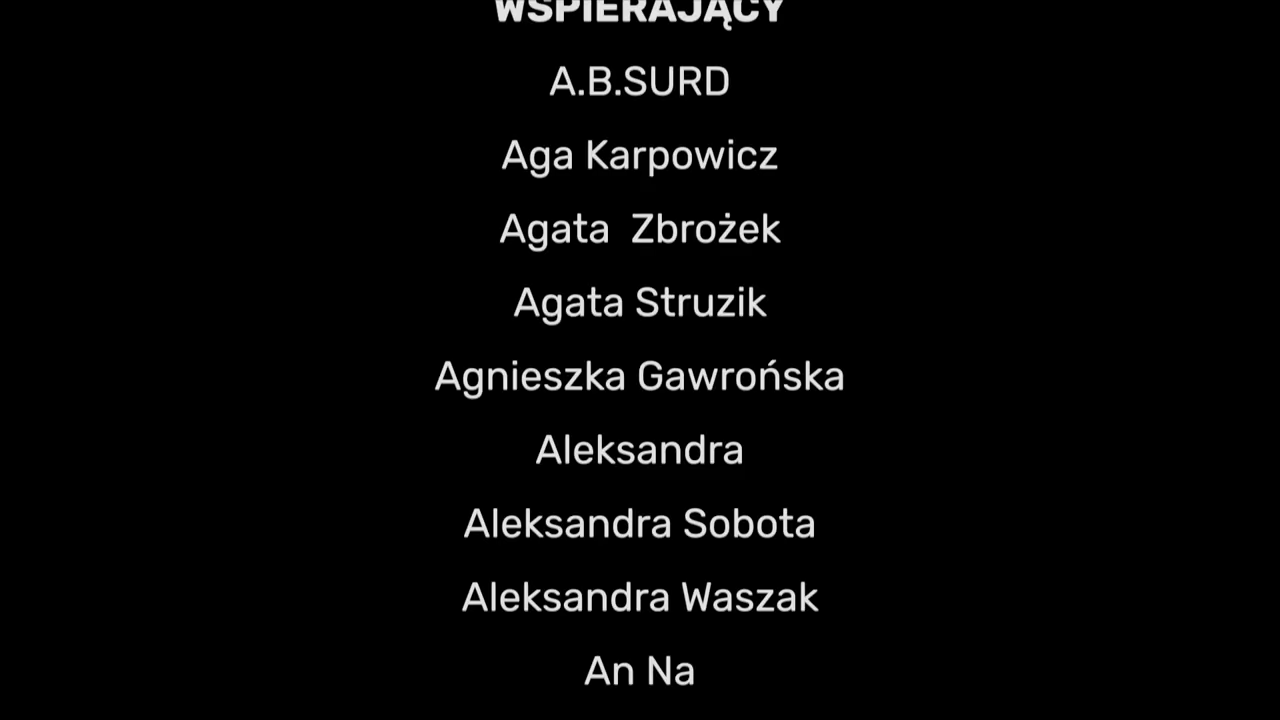 WSPIERAJĄCY
A.B.SURD
Aga Karpowicz
Agata  Zbrożek
Agata Struzik
Agnieszka Gawrońska
Aleksandra
Aleksandra Sobota
Aleksandra Waszak
An Na